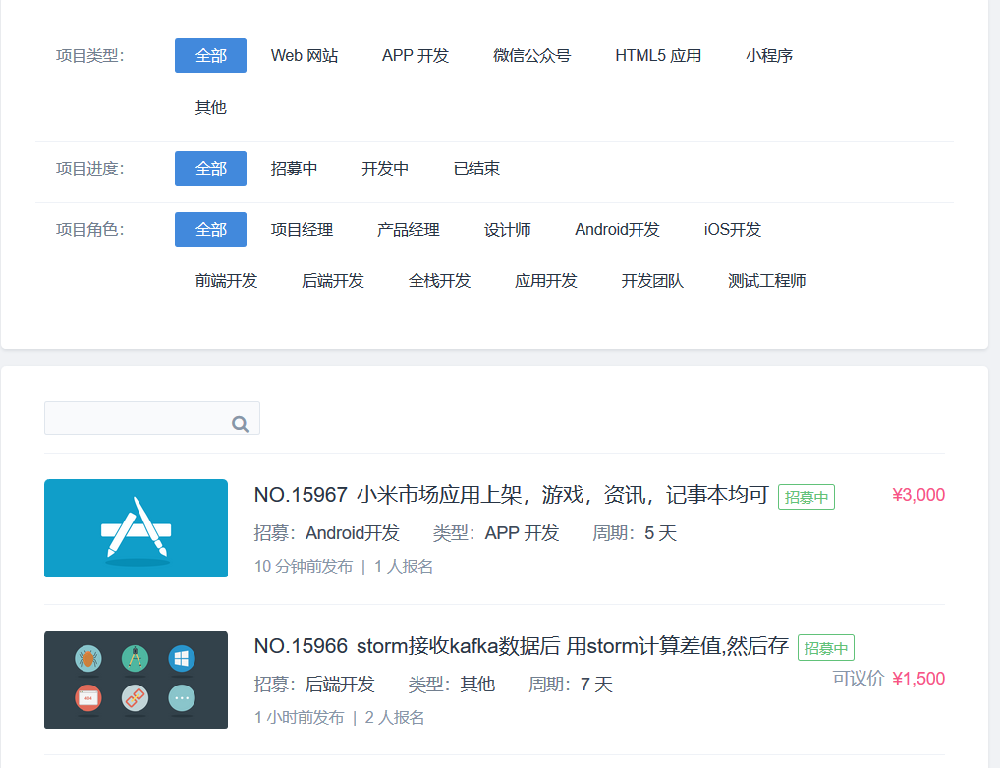 项目类型： 全部 Web 网站 APP 开发 微信公众号 HTML5 应用 小程序
其他
项目进度： 全部 招募中 开发中 已结束
项目角色： 全部 项目经理 产品经理 设计师 Android开发 iOS开发
前端开发 后端开发 全栈开发 应用开发 开发团队 测试工程师
NO.15967 小米市场应用上架，游戏，资讯，记事本均可 招募中 ¥3,000
招募：Android开发 类型：APP 开发 周期：5 天
10 分钟前发布 | 1 人报名
NO.15966 storm接收kafka数据后 用storm计算差值,然后存 招募中
可议价 ¥1,500
招募：后端开发 类型：其他 周期：7 天
1 小时前发布 | 2 人报名